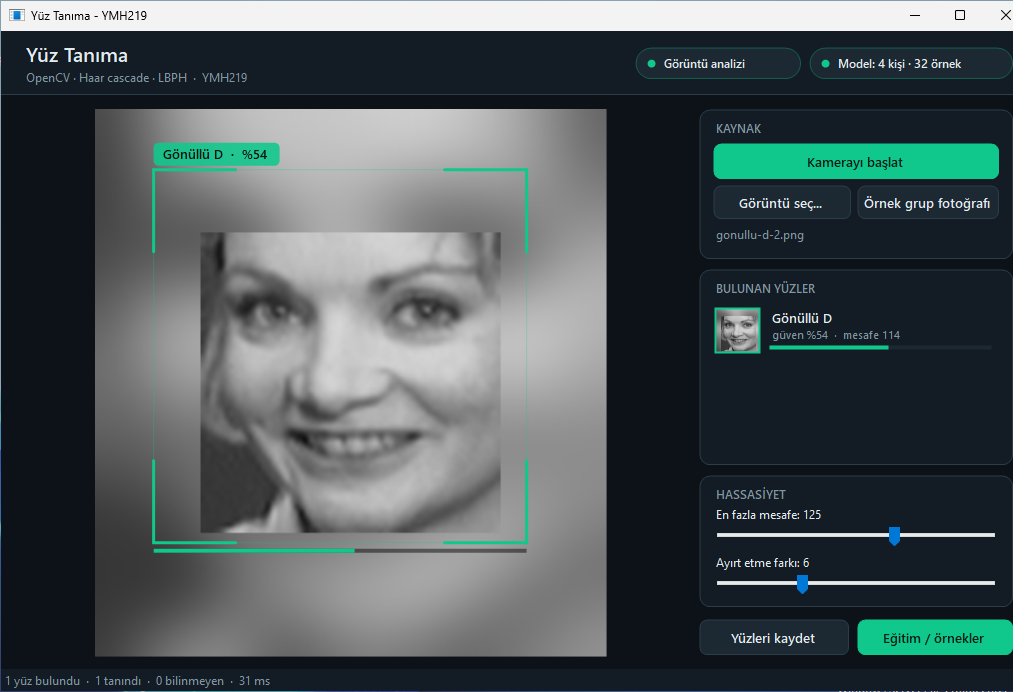 Yüz Tanıma - YMH219
Yüz Tanıma
OpenCV · Haar cascade · LBPH · YMH219
Görüntü analizi
Model: 4 kişi · 32 örnek
Gönüllü D · %54
KAYNAK
Kamerayı başlat
Görüntü seç...
Örnek grup fotoğrafı
gonullu-d-2.png
BULUNAN YÜZLER
Gönüllü D
güven %54 · mesafe 114
HASSASİYET
En fazla mesafe: 125
Ayırt etme farkı: 6
Yüzleri kaydet
Eğitim / örnekler
1 yüz bulundu · 1 tanındı · 0 bilinmeyen · 31 ms